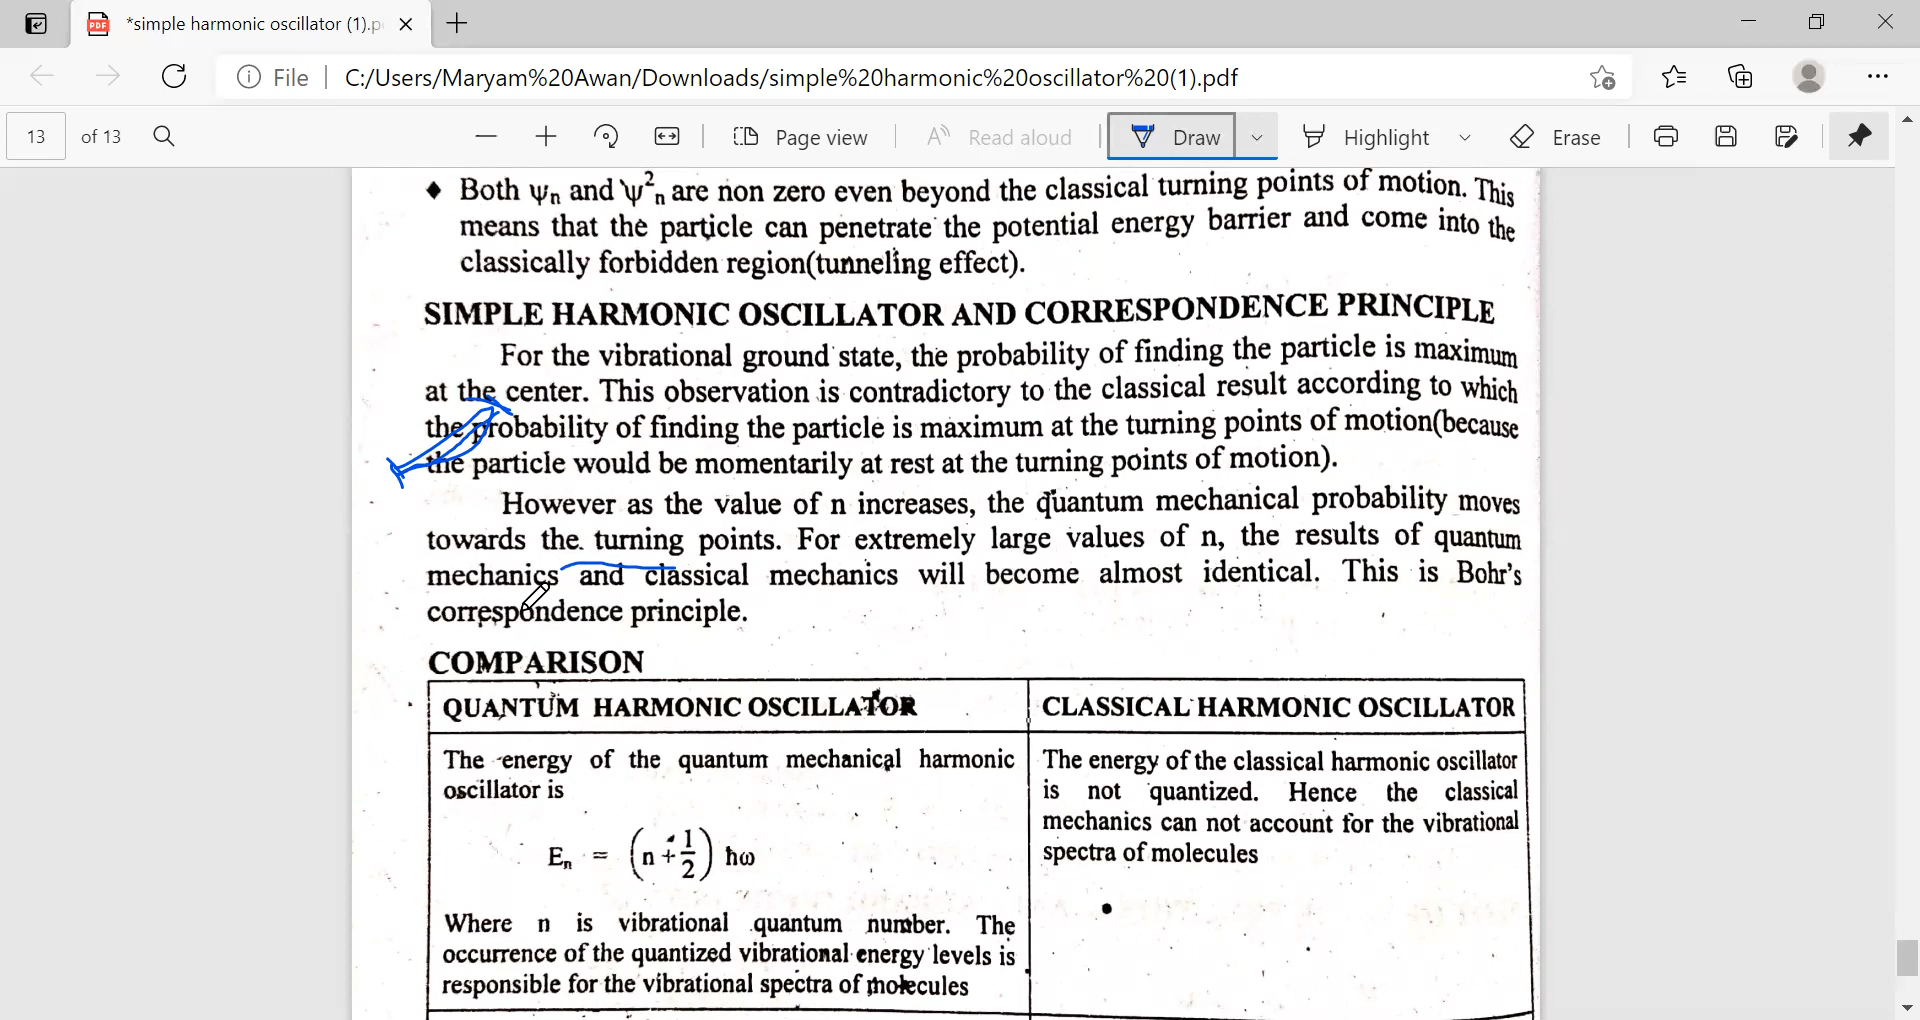 *simple harmonic oscillator (1).p
File
C:/Users/Maryam%20Awan/Downloads/simple%20harmonic%20oscillator%20(1).pdf
13 of 13
Page view
Read aloud
Draw
Highlight
Erase
♦ Both ψn and ψ²n are non zero even beyond the classical turning points of motion. This
means that the particle can penetrate the potential energy barrier and come into the
classically forbidden region(tunneling effect).
SIMPLE HARMONIC OSCILLATOR AND CORRESPONDENCE PRINCIPLE
For the vibrational ground state, the probability of finding the particle is maximum
at the center. This observation is contradictory to the classical result according to which
the probability of finding the particle is maximum at the turning points of motion(because
the particle would be momentarily at rest at the turning points of motion).
However as the value of n increases, the quantum mechanical probability moves
towards the turning points. For extremely large values of n, the results of quantum
mechanics and classical mechanics will become almost identical. This is Bohr's
correspondence principle.
COMPARISON
QUANTUM HARMONIC OSCILLATOR
The energy of the quantum mechanical harmonic
oscillator is
En = (n + 1/2) ħω
Where n is vibrational quantum number. The
occurrence of the quantized vibrational energy levels is
responsible for the vibrational spectra of molecules
CLASSICAL HARMONIC OSCILLATOR
The energy of the classical harmonic oscillator
is not quantized. Hence the classical
mechanics can not account for the vibrational
spectra of molecules